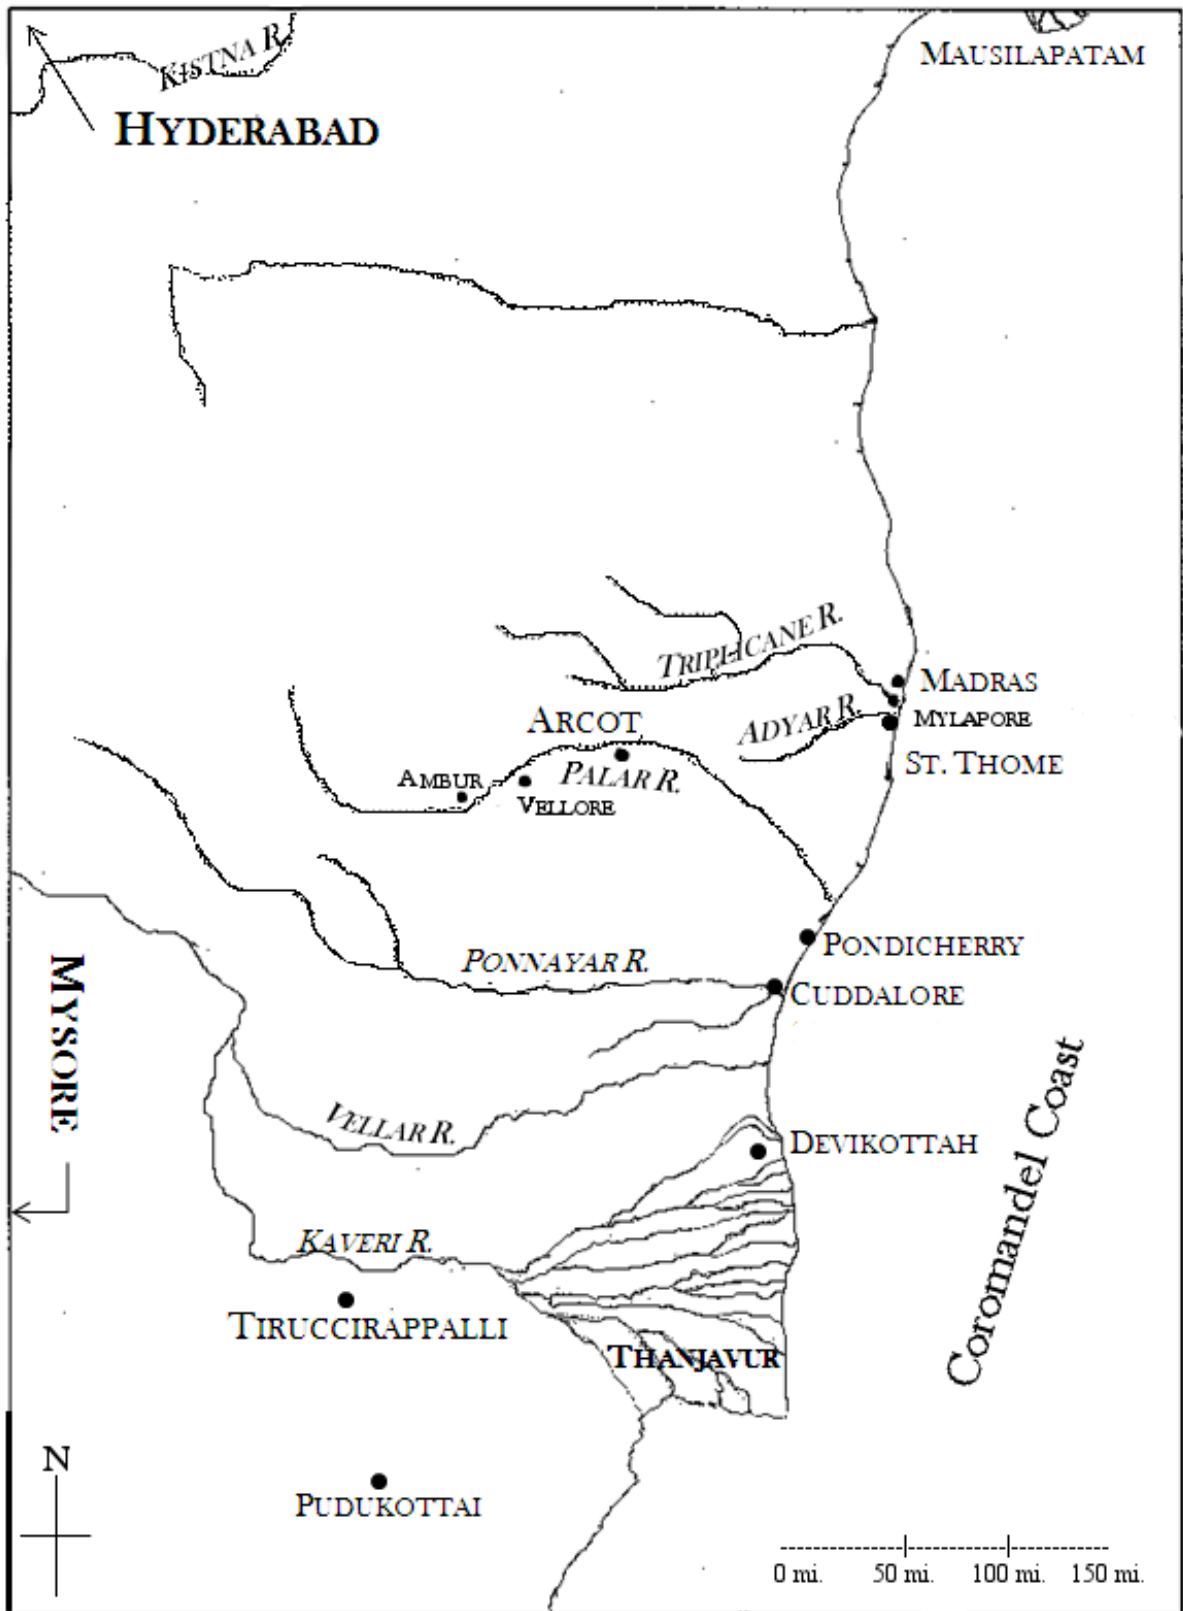 KISTNA R.
MAUSILAPATAM
HYDERABAD
TRIPLICANE R.
MADRAS
ADYAR R.
MYLAPORE
ARCOT
ST. THOME
PALAR R.
AMBUR
VELLORE
PONDICHERRY
PONNAYAR R.
CUDDALORE
MYSORE
VELLAR R.
DEVIKOTTAH
Coromandel Coast
KAVERI R.
TIRUCCIRAPPALLI
THANJAVUR
N
PUDUKOTTAI
0 mi. 50 mi. 100 mi. 150 mi.